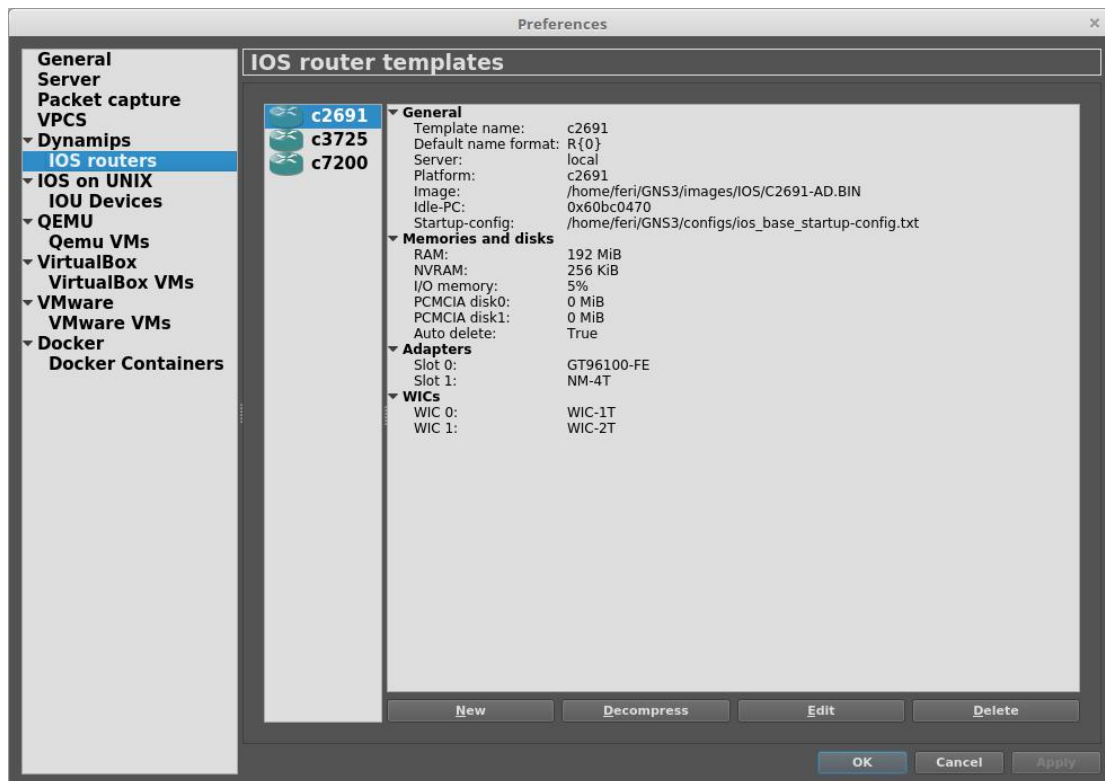 Preferences
General
Server
Packet capture
VPCS
Dynamips
IOS routers
IOS on UNIX
IOU Devices
QEMU
Qemu VMs
VirtualBox
VirtualBox VMs
VMware
VMware VMs
Docker
Docker Containers
IOS router templates
c2691
c3725
c7200
General
Template name: c2691
Default name format: R{0}
Server: local
Platform: c2691
Image: /home/feri/GNS3/images/IOS/C2691-AD.BIN
Idle-PC: 0x60bc0470
Startup-config: /home/feri/GNS3/configs/ios_base_startup-config.txt
Memories and disks
RAM: 192 MiB
NVRAM: 256 KiB
I/O memory: 5%
PCMCIA disk0: 0 MiB
PCMCIA disk1: 0 MiB
Auto delete: True
Adapters
Slot 0: GT96100-FE
Slot 1: NM-4T
WICs
WIC 0: WIC-1T
WIC 1: WIC-2T
New Decompress Edit Delete
OK Cancel Apply